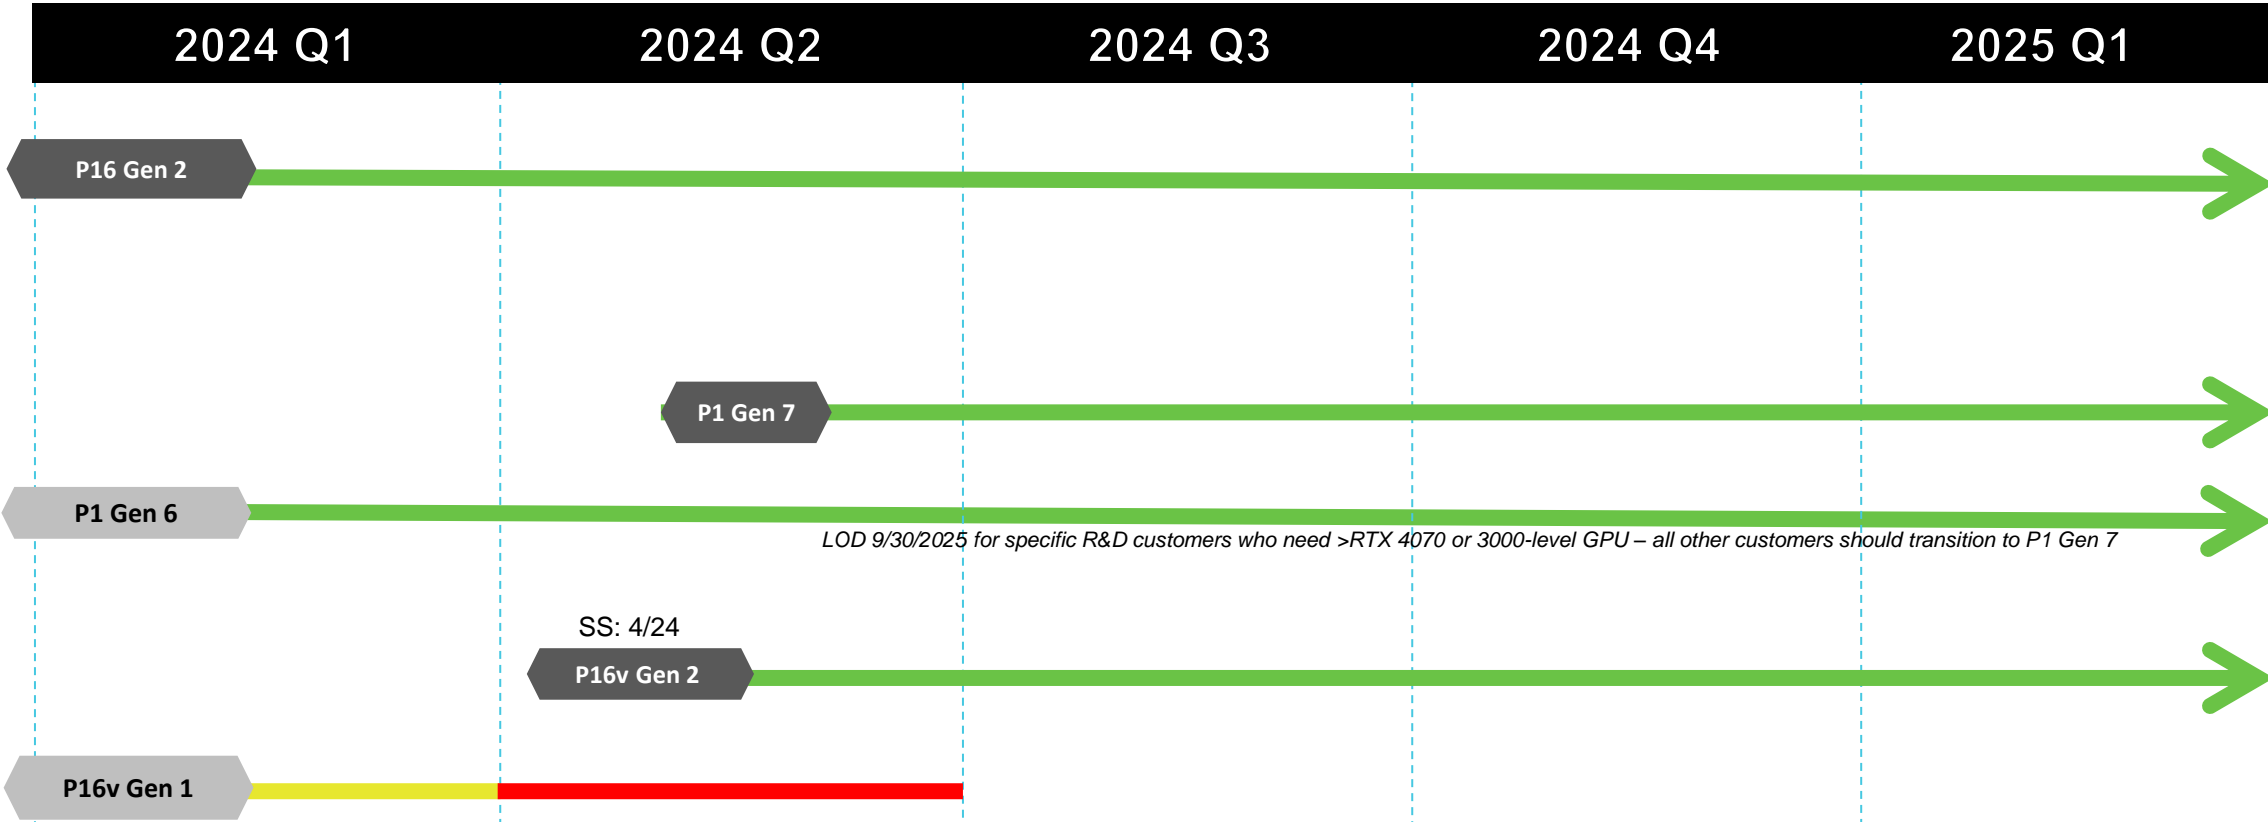 2024 Q1 2024 Q2 2024 Q3 2024 Q4 2025 Q1
P16 Gen 2
P1 Gen 7
P1 Gen 6
LOD 9/30/2025 for specific R&D customers who need >RTX 4070 or 3000-level GPU – all other customers should transition to P1 Gen 7
SS: 4/24
P16v Gen 2
P16v Gen 1